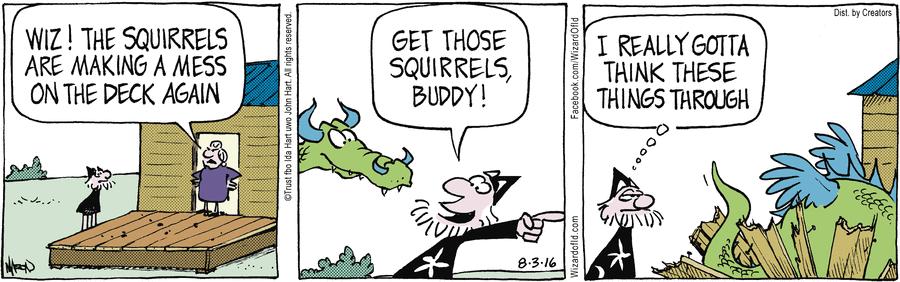 WIZ! THE SQUIRRELS
ARE MAKING A MESS
ON THE DECK AGAIN
©Trust fbo Ida Hart uwo John Hart. All rights reserved.
GET THOSE
SQUIRRELS,
BUDDY!
8-3-16
Facebook.com/WizardOfId
WizardofId.com
Dist. by Creators
I REALLY GOTTA
THINK THESE
THINGS THROUGH